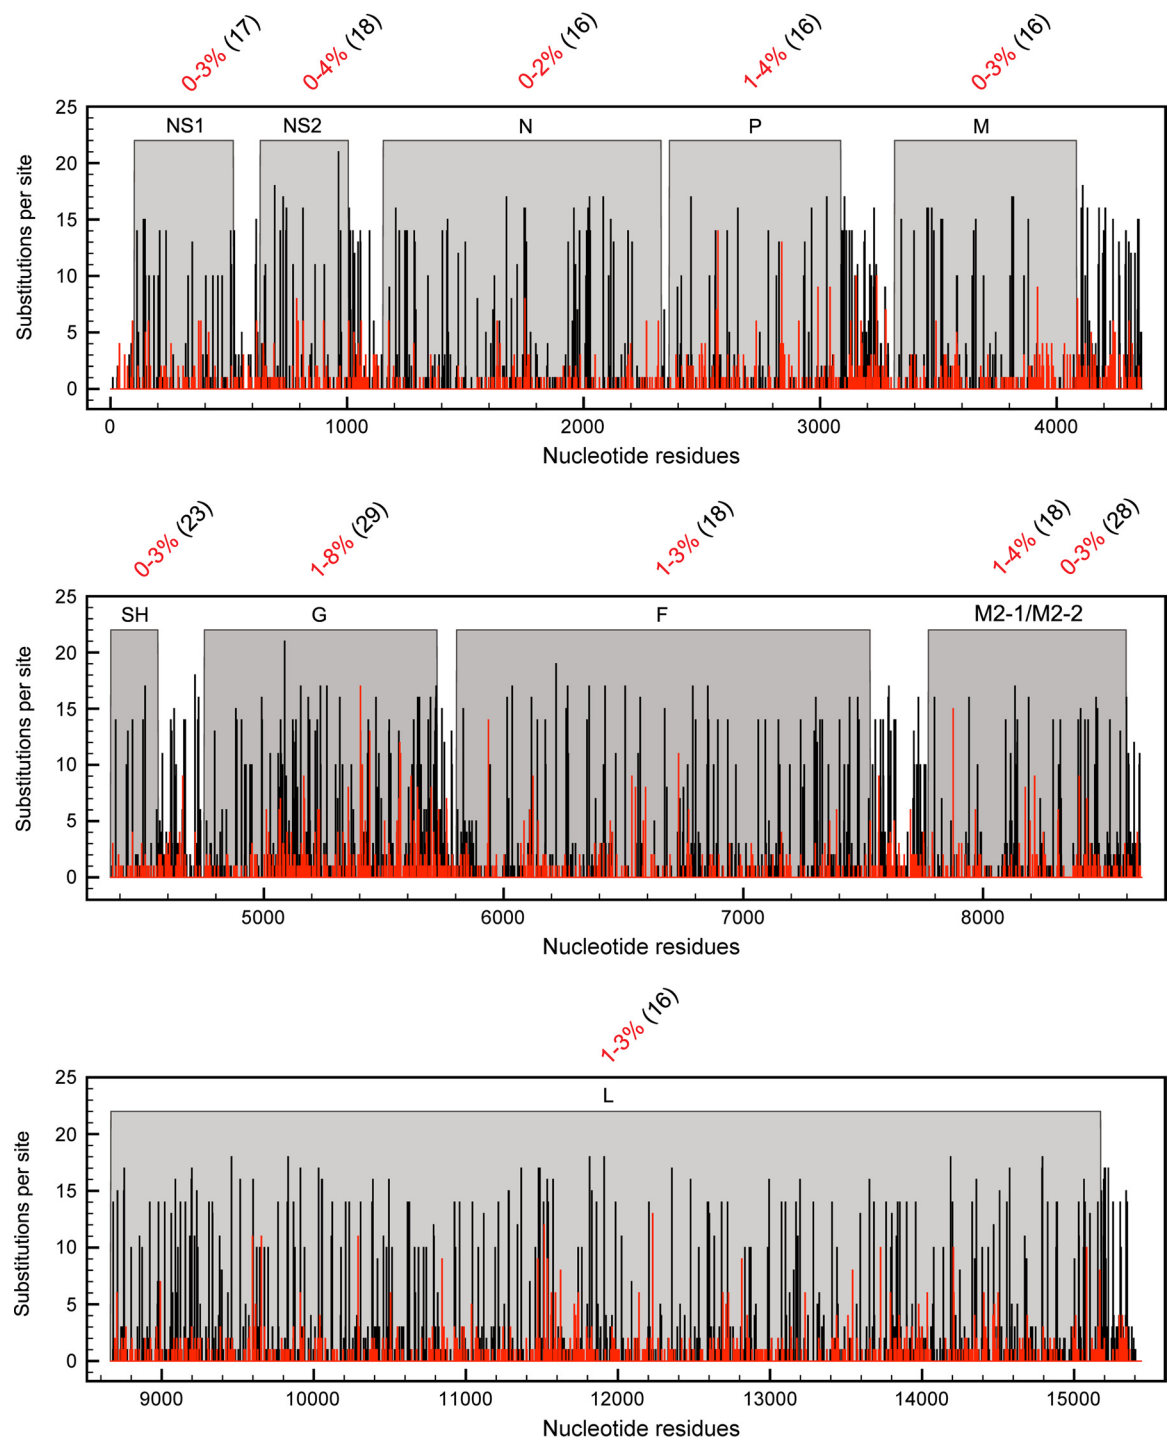 0-3% (17) 0-4% (18) 0-2% (16) 1-4% (16) 0-3% (16)
NS1 NS2 N P M
25
20
15
10
5
0
Substitutions per site
0 1000 2000 3000 4000
Nucleotide residues
0-3% (23) 1-8% (29) 1-3% (18) 1-4% (18) 0-3% (28)
SH G F M2-1/M2-2
25
20
15
10
5
0
Substitutions per site
5000 6000 7000 8000
Nucleotide residues
1-3% (16)
L
25
20
15
10
5
0
Substitutions per site
9000 10000 11000 12000 13000 14000 15000
Nucleotide residues